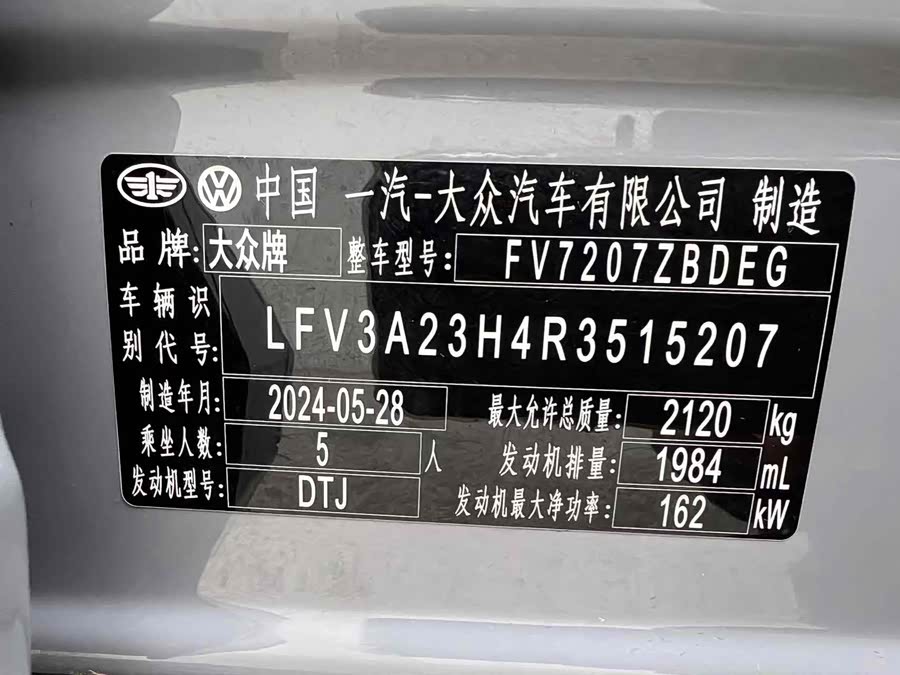 中国 一汽-大众汽车有限公司 制造
品牌: 大众牌 整车型号: FV7207ZBDEG
车辆识
别代号: LFV3A23H4R3515207
制造年月: 2024-05-28 最大允许总质量: 2120 kg
乘坐人数: 5 人 发动机排量: 1984 mL
发动机型号: DTJ 发动机最大净功率: 162 kW